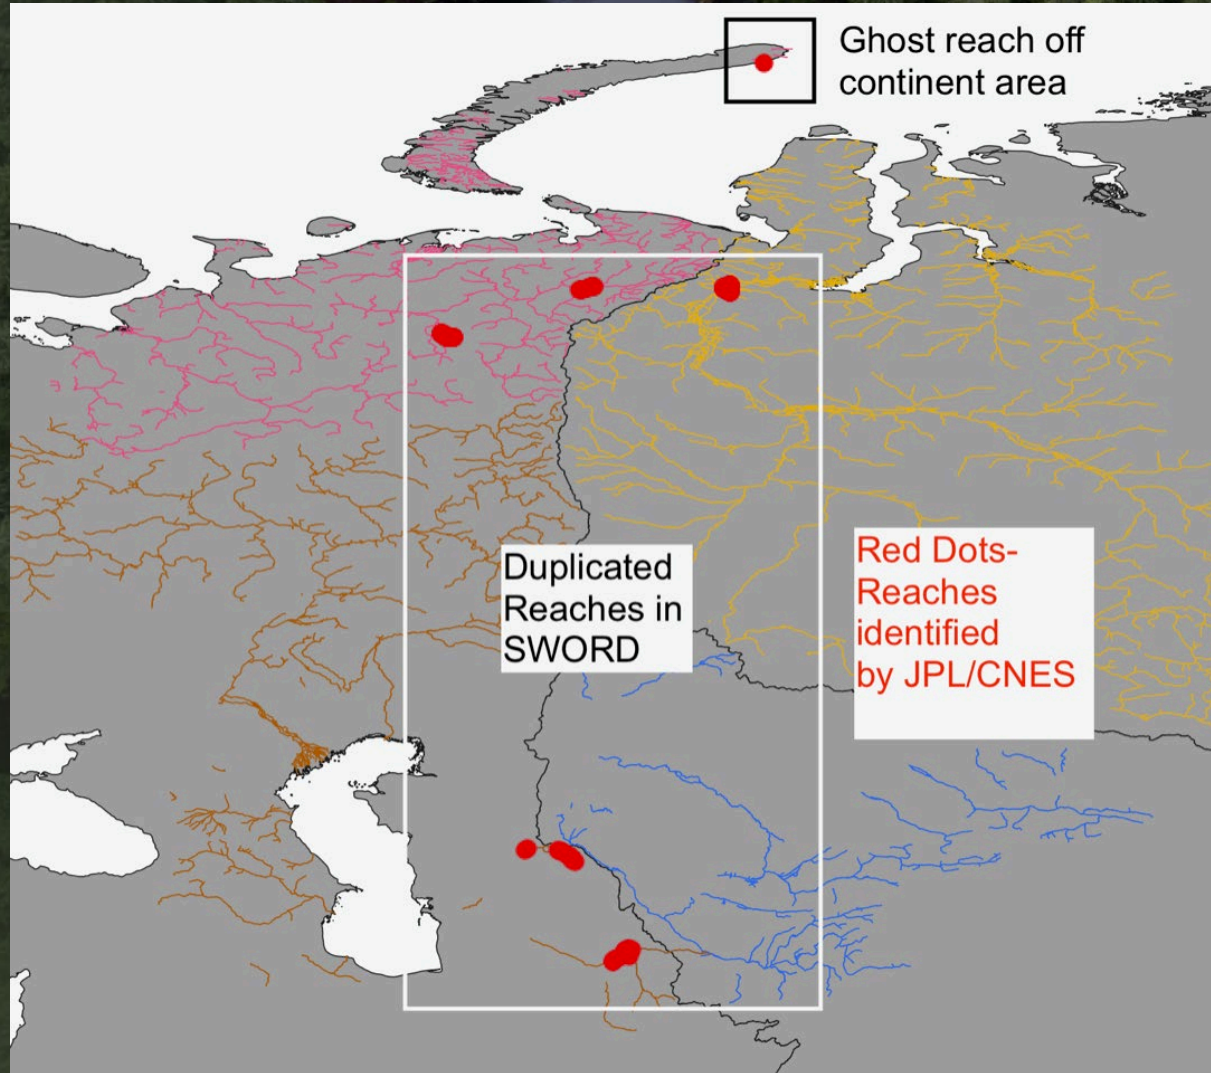 Ghost reach off
continent area
Duplicated
Reaches in
SWORD
Red Dots-
Reaches
identified
by JPL/CNES